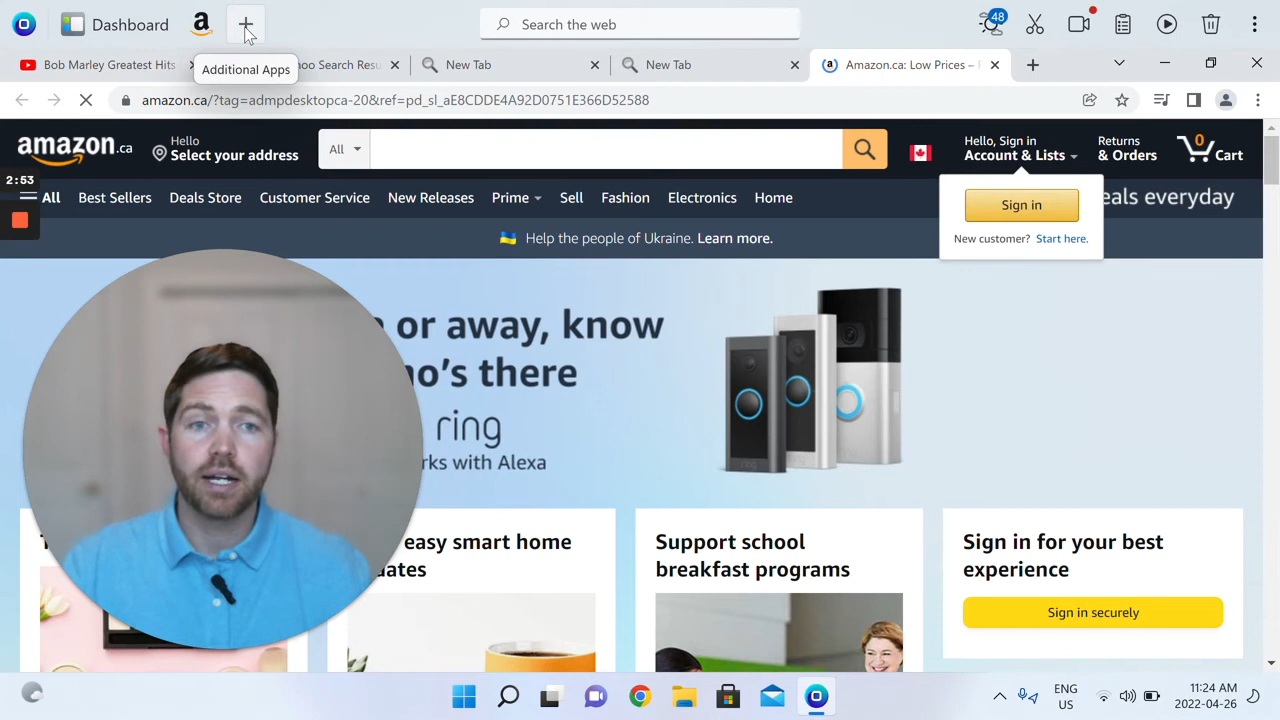 Dashboard
a
Search the web
48
Additional Apps
Bob Marley Greatest Hits
hoo Search Resu
New Tab
New Tab
Amazon.ca: Low Prices –
amazon.ca/?tag=admpdesktopca-20&ref=pd_sl_aE8CDDE4A92D0751E366D52588
amazon.ca
Hello
Select your address
All
Hello, Sign in
Account & Lists
Returns
& Orders
0
Cart
2:53
All
Best Sellers
Deals Store
Customer Service
New Releases
Prime
Sell
Fashion
Electronics
Home
eals everyday
Sign in
New customer? Start here.
Help the people of Ukraine. Learn more.
e or away, know
o's there
ring
rks with Alexa
easy smart home
dates
Support school
breakfast programs
Sign in for your best
experience
Sign in securely
ENG
US
11:24 AM
2022-04-26